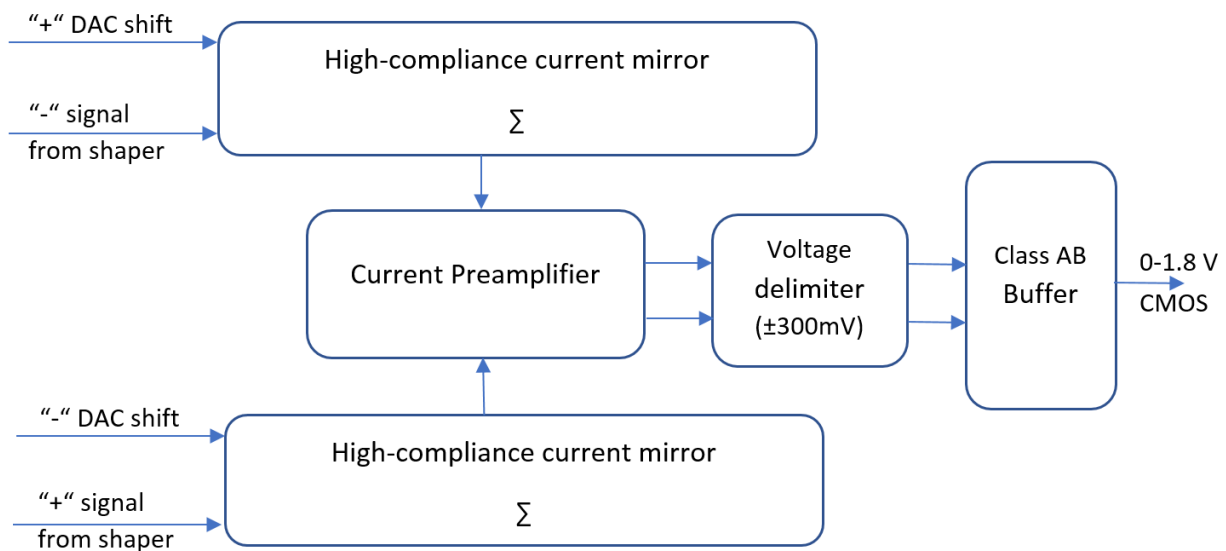 “+“ DAC shift
High-compliance current mirror
“-“ signal
from shaper
∑
Current Preamplifier
Voltage
delimiter
(±300mV)
Class AB
Buffer
0-1.8 V
CMOS
“-“ DAC shift
High-compliance current mirror
“+“ signal
from shaper
∑